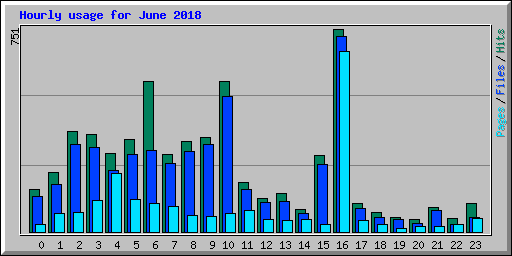 Hourly usage for June 2018
751
Pages/Files/Hits
0 1 2 3 4 5 6 7 8 9 10 11 12 13 14 15 16 17 18 19 20 21 22 23